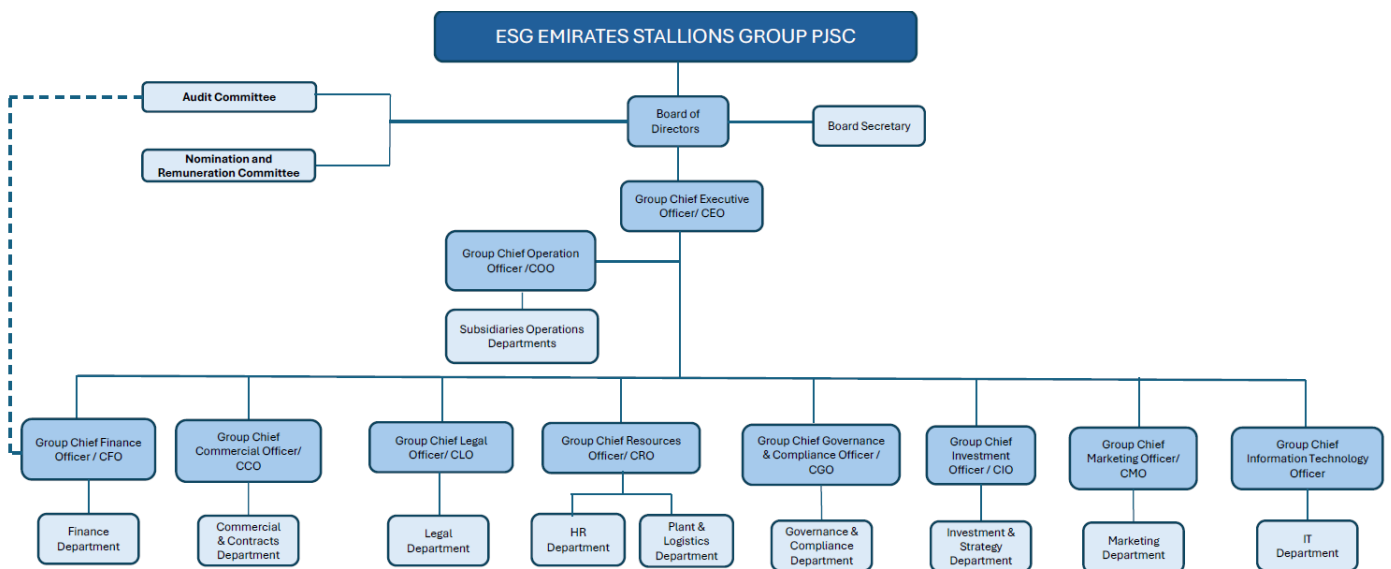 ESG EMIRATES STALLIONS GROUP PJSC
Audit Committee
Board of
Directors
Board Secretary
Nomination and
Remuneration Committee
Group Chief Executive
Officer/ CEO
Group Chief Operation
Officer /COO
Subsidiaries Operations
Departments
Group Chief Finance
Officer / CFO
Group Chief
Commercial Officer/
CCO
Group Chief Legal
Officer/ CLO
Group Chief Resources
Officer/ CRO
Group Chief Governance
& Compliance Officer /
CGO
Group Chief
Investment
Officer / CIO
Group Chief
Marketing Officer/
CMO
Group Chief
Information Technology
Officer
Finance
Department
Commercial
& Contracts
Department
Legal
Department
HR
Department
Plant &
Logistics
Department
Governance &
Compliance
Department
Investment &
Strategy
Department
Marketing
Department
IT
Department